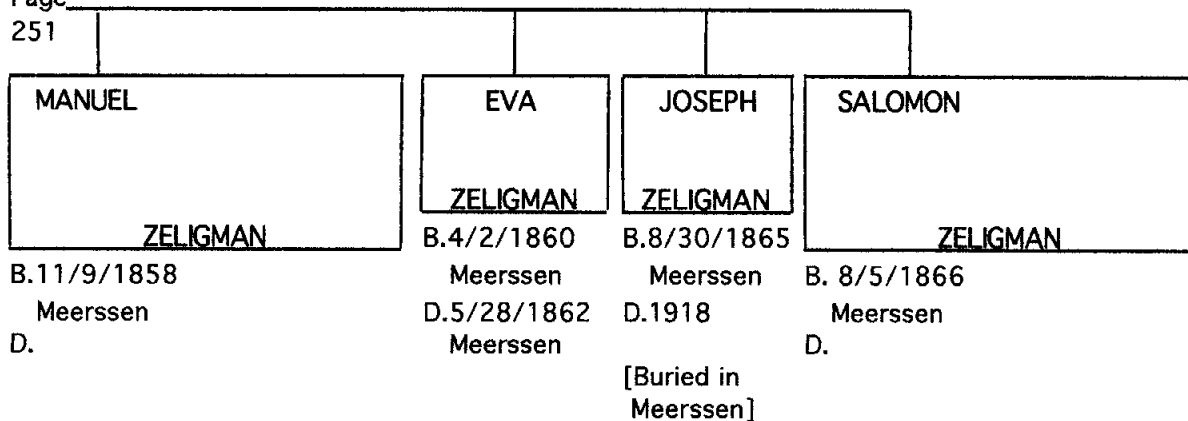 Page
251
MANUEL
ZELIGMAN
B.11/9/1858
Meerssen
D.
EVA
ZELIGMAN
B.4/2/1860
Meerssen
D.5/28/1862
Meerssen
JOSEPH
ZELIGMAN
B.8/30/1865
Meerssen
D.1918
[Buried in
Meerssen]
SALOMON
ZELIGMAN
B. 8/5/1866
Meerssen
D.